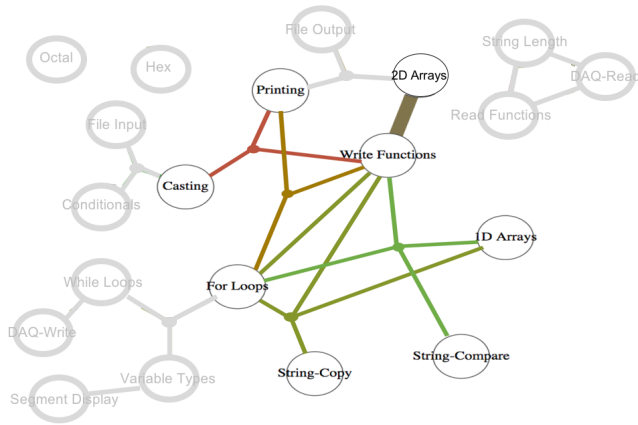 File Output
String Length
Octal
Hex
2D Arrays
DAQ-Read
Printing
Read Functions
File Input
Write Functions
Casting
Conditionals
1D Arrays
While Loops
For Loops
DAQ-Write
String-Compare
String-Copy
Variable Types
Segment Display